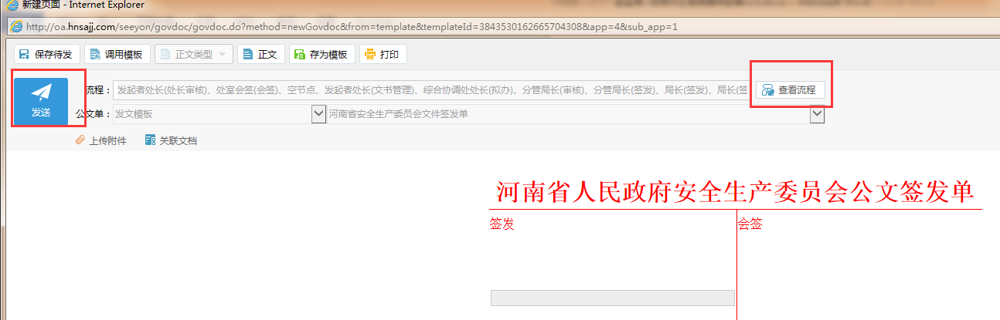 新建页面 - Internet Explorer
http://oa.hnsajj.com/seeyon/govdoc/govdoc.do?method=newGovdoc&from=template&templateId=3843530162665704308&app=4&sub_app=1
保存待发 调用模板 正文类型 正文 存为模板 打印
发送
流程： 发起者处长(处长审核)、处室会签(会签)、空节点、发起者处长(文书管理)、综合协调处处长(拟办)、分管局长(审核)、分管局长(签发)、局长(签发)、局长(签 查看流程
公文单： 发文模板 河南省安全生产委员会文件签发单
上传附件 关联文档
河南省人民政府安全生产委员会公文签发单
签发 会签